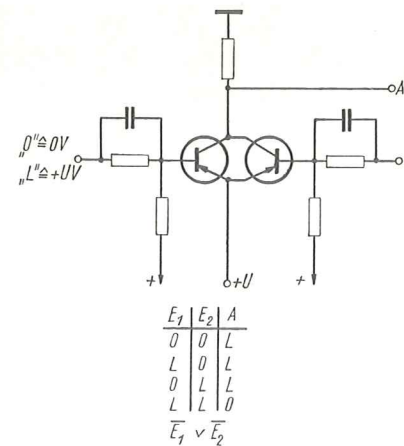 A
„0"≙0V
„L"≙+UV
+
+U
+
E₁ E₂ A
0 0 L
L 0 L
0 L L
L L 0
E̅₁ ∨ E̅₂